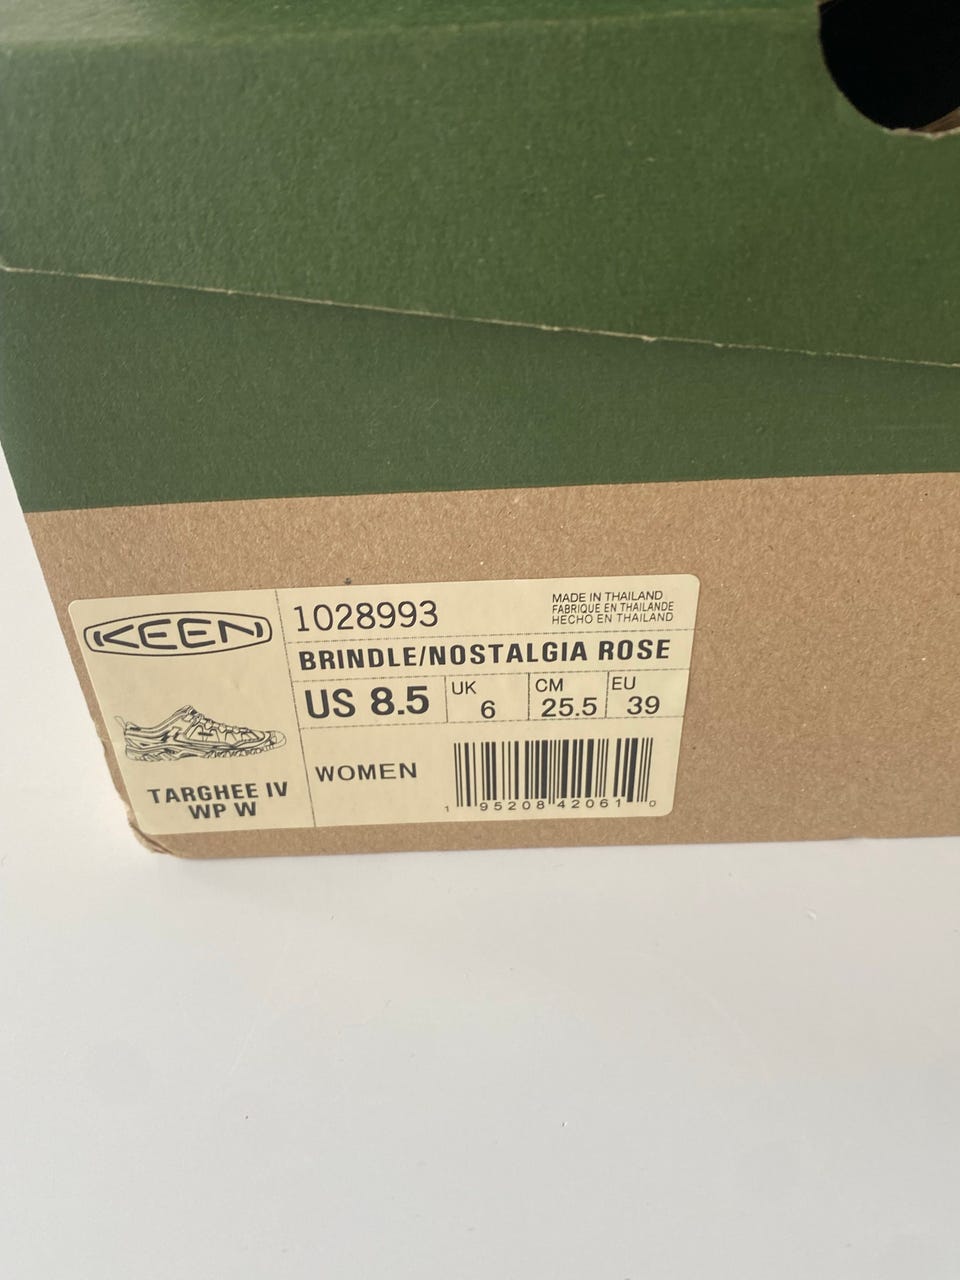 KEEN
1028993
MADE IN THAILAND
FABRIQUE EN THAILANDE
HECHO EN THAILAND
BRINDLE/NOSTALGIA ROSE
US 8.5
UK 6
CM 25.5
EU 39
TARGHEE IV
WP W
WOMEN
1 95208 42061 0